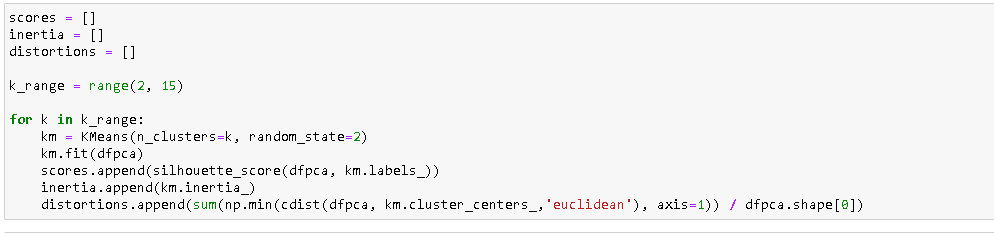 scores = []
inertia = []
distortions = []
k_range = range(2, 15)
for k in k_range:
    km = KMeans(n_clusters=k, random_state=2)
    km.fit(dfpca)
    scores.append(silhouette_score(dfpca, km.labels_))
    inertia.append(km.inertia_)
    distortions.append(sum(np.min(cdist(dfpca, km.cluster_centers_,'euclidean'), axis=1)) / dfpca.shape[0])